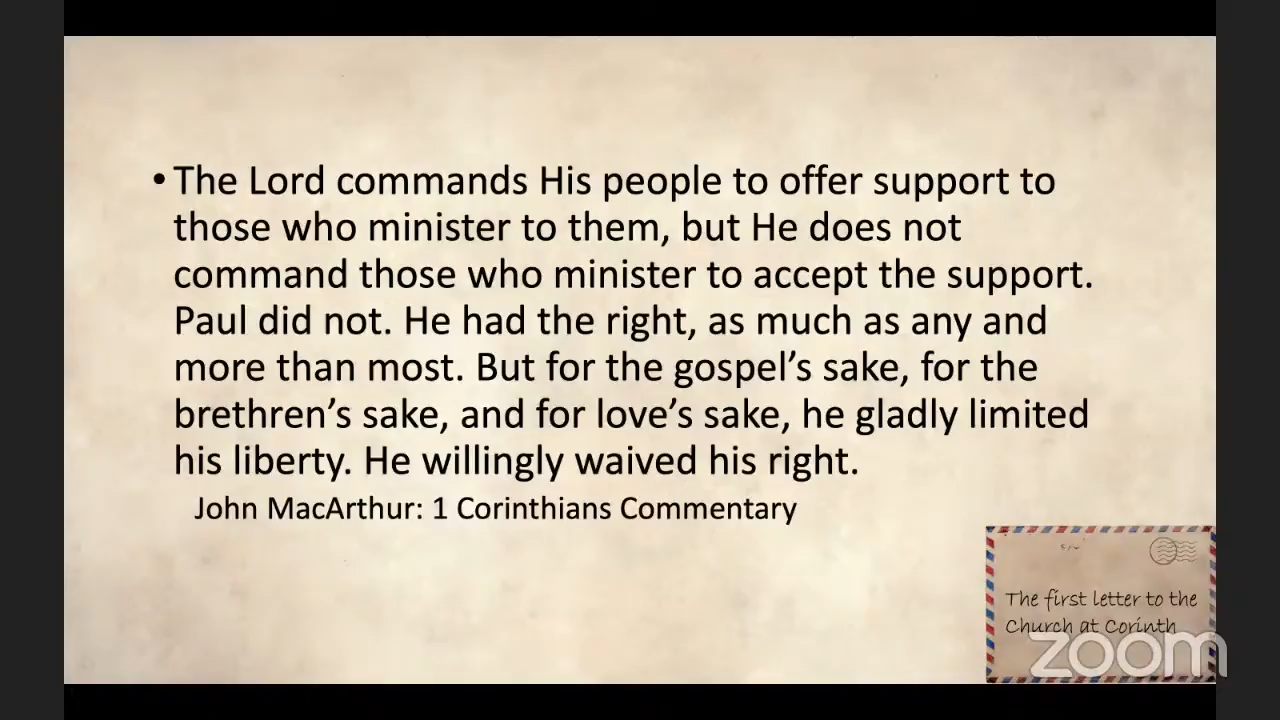 • The Lord commands His people to offer support to
those who minister to them, but He does not
command those who minister to accept the support.
Paul did not. He had the right, as much as any and
more than most. But for the gospel’s sake, for the
brethren’s sake, and for love’s sake, he gladly limited
his liberty. He willingly waived his right.
John MacArthur: 1 Corinthians Commentary
The first letter to the
Church at Corinth
zoom